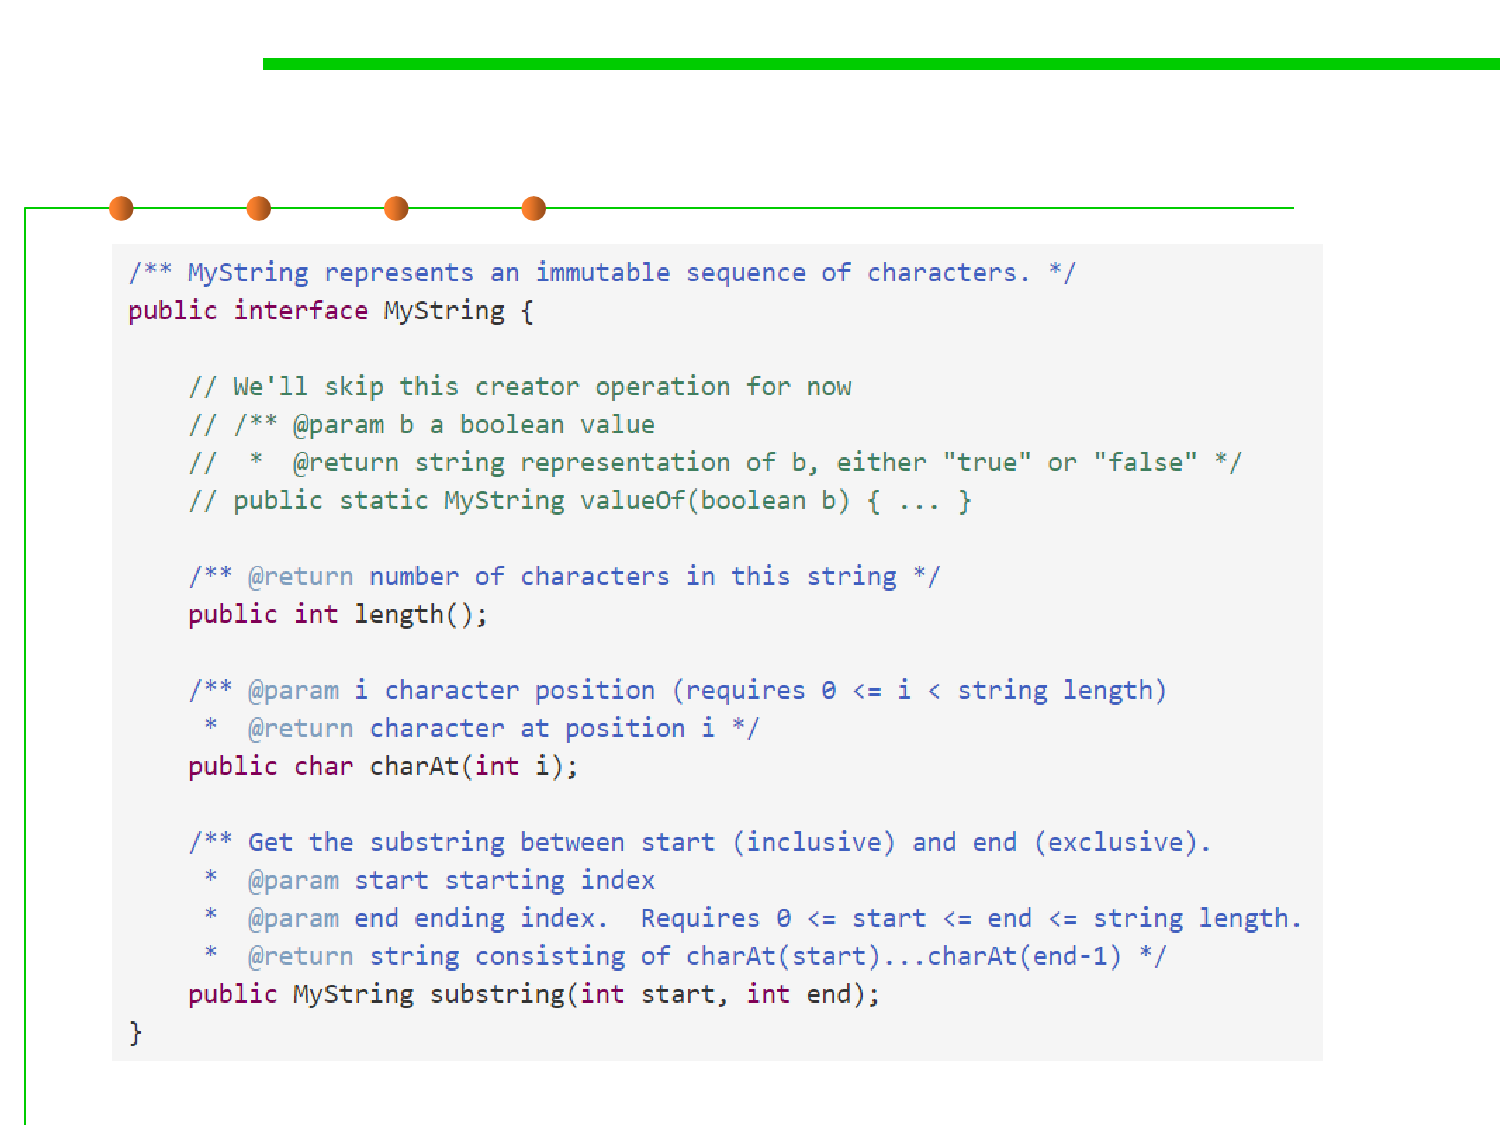 /** MyString represents an immutable sequence of characters. */
public interface MyString {
// We'll skip this creator operation for now
// /** @param b a boolean value
//  *  @return string representation of b, either "true" or "false" */
// public static MyString valueOf(boolean b) { ... }
/** @return number of characters in this string */
public int length();
/** @param i character position (requires 0 <= i < string length)
 *  @return character at position i */
public char charAt(int i);
/** Get the substring between start (inclusive) and end (exclusive).
 *  @param start starting index
 *  @param end ending index.  Requires 0 <= start <= end <= string length.
 *  @return string consisting of charAt(start)...charAt(end-1) */
public MyString substring(int start, int end);
}